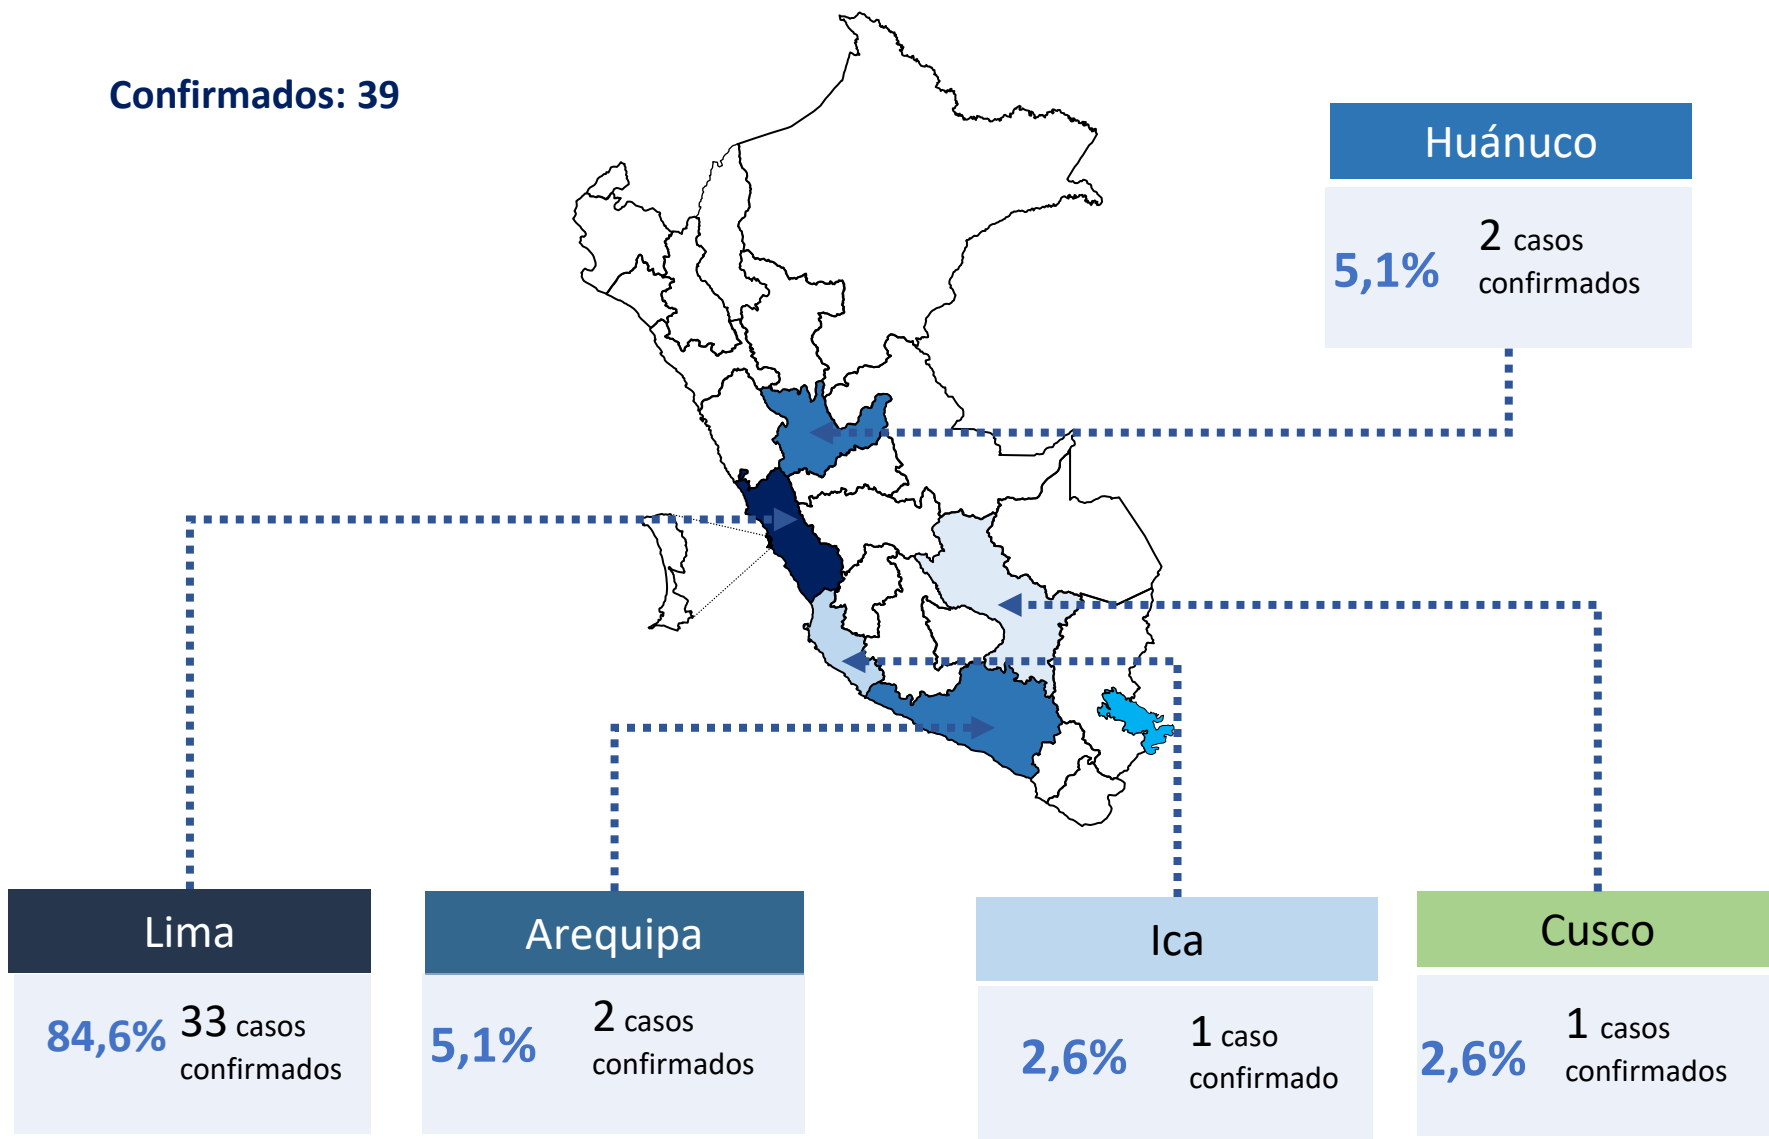 Confirmados: 39
Huánuco
5,1%
2 casos
confirmados
Lima
84,6%
33 casos
confirmados
Arequipa
5,1%
2 casos
confirmados
Ica
2,6%
1 caso
confirmado
Cusco
2,6%
1 casos
confirmados